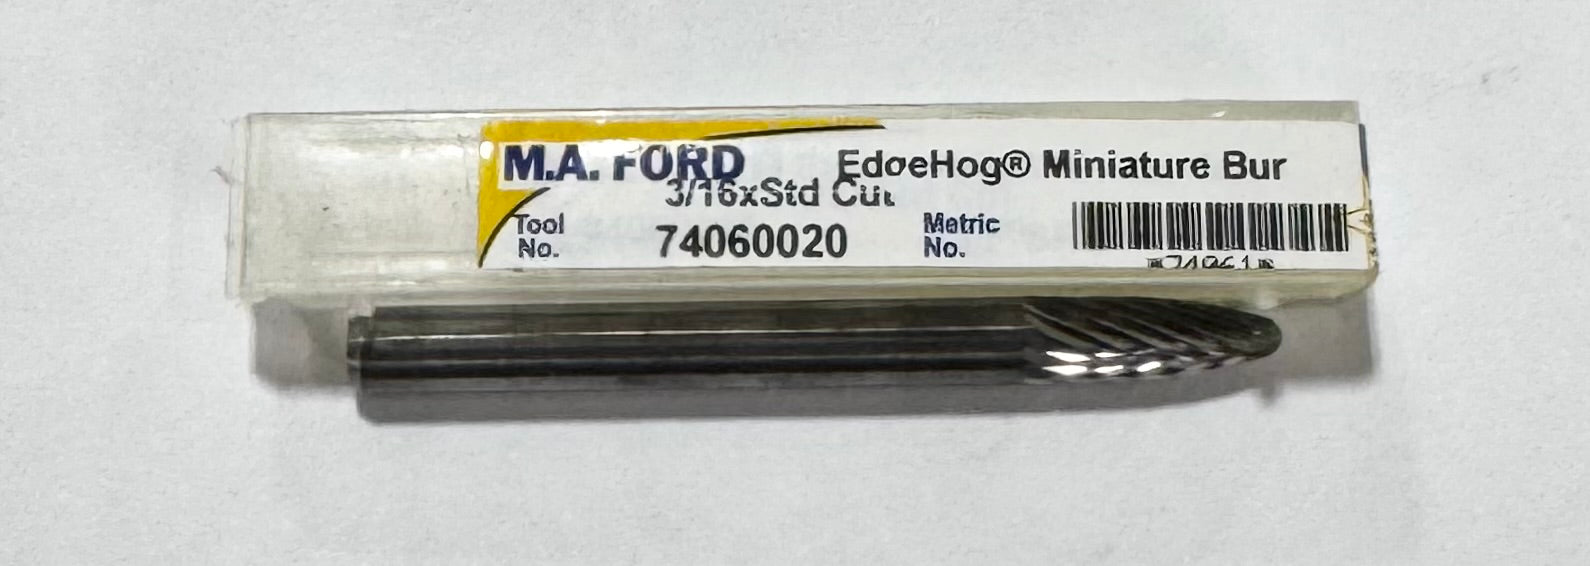 M.A. FORD EdgeHog® Miniature Bur
3/16xStd Cut
Tool No. 74060020 Metric No.